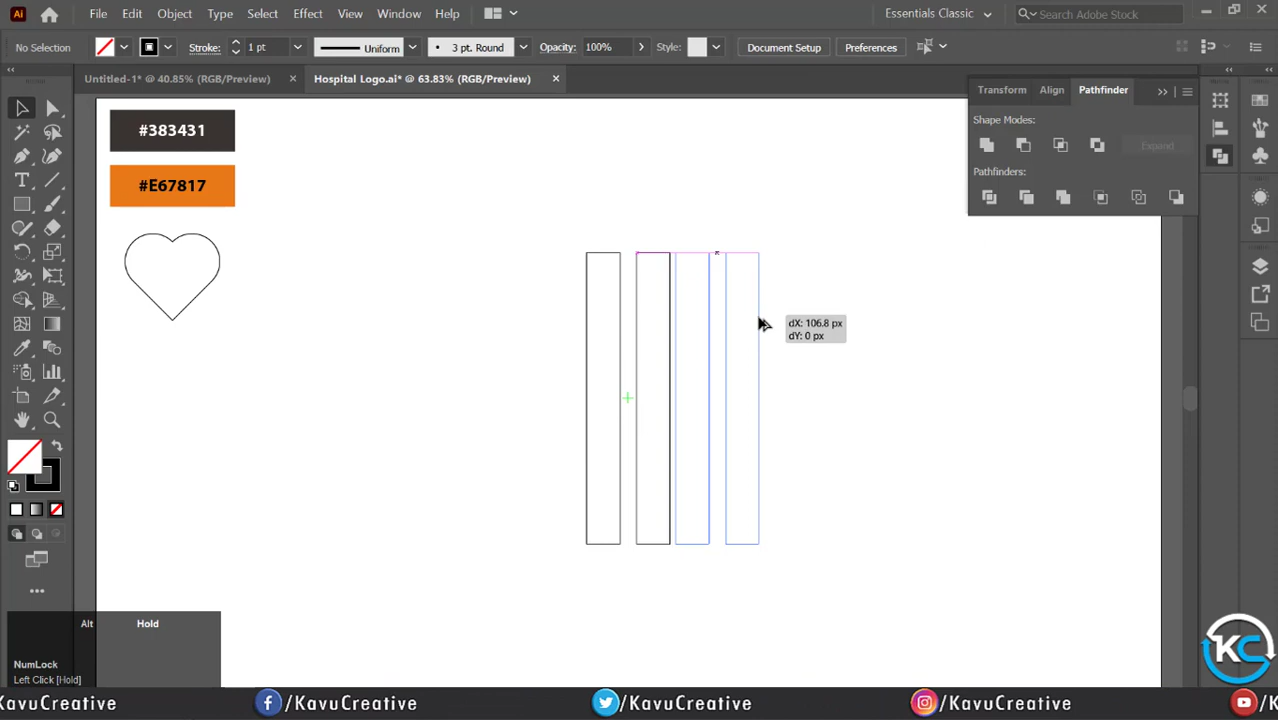 Ai File Edit Object Type Select Effect View Window Help Essentials Classic Search Adobe Stock
No Selection Stroke: 1 pt Uniform 3 pt. Round Opacity: 100% Style: Document Setup Preferences
Untitled-1* @ 40.85% (RGB/Preview) Hospital Logo.ai* @ 63.83% (RGB/Preview)
Transform Align Pathfinder
Shape Modes:
Expand
Pathfinders:
#383431
#E67817
dX: 106.8 px
dY: 0 px
Alt Hold
NumLock
Left Click [Hold]
KC
KavuCreative /KavuCreative /KavuCreative /KavuCreative /K